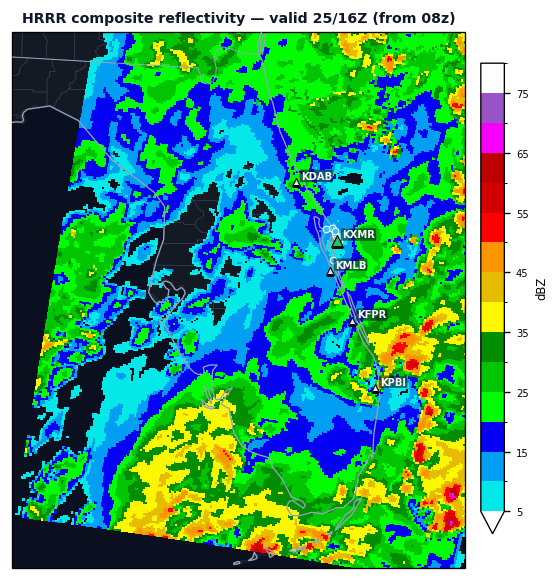 HRRR composite reflectivity — valid 25/16Z (from 08z)
KDAB
KXMR
KMLB
KFPR
KPBI
75
65
55
45
35
25
15
5
dBZ